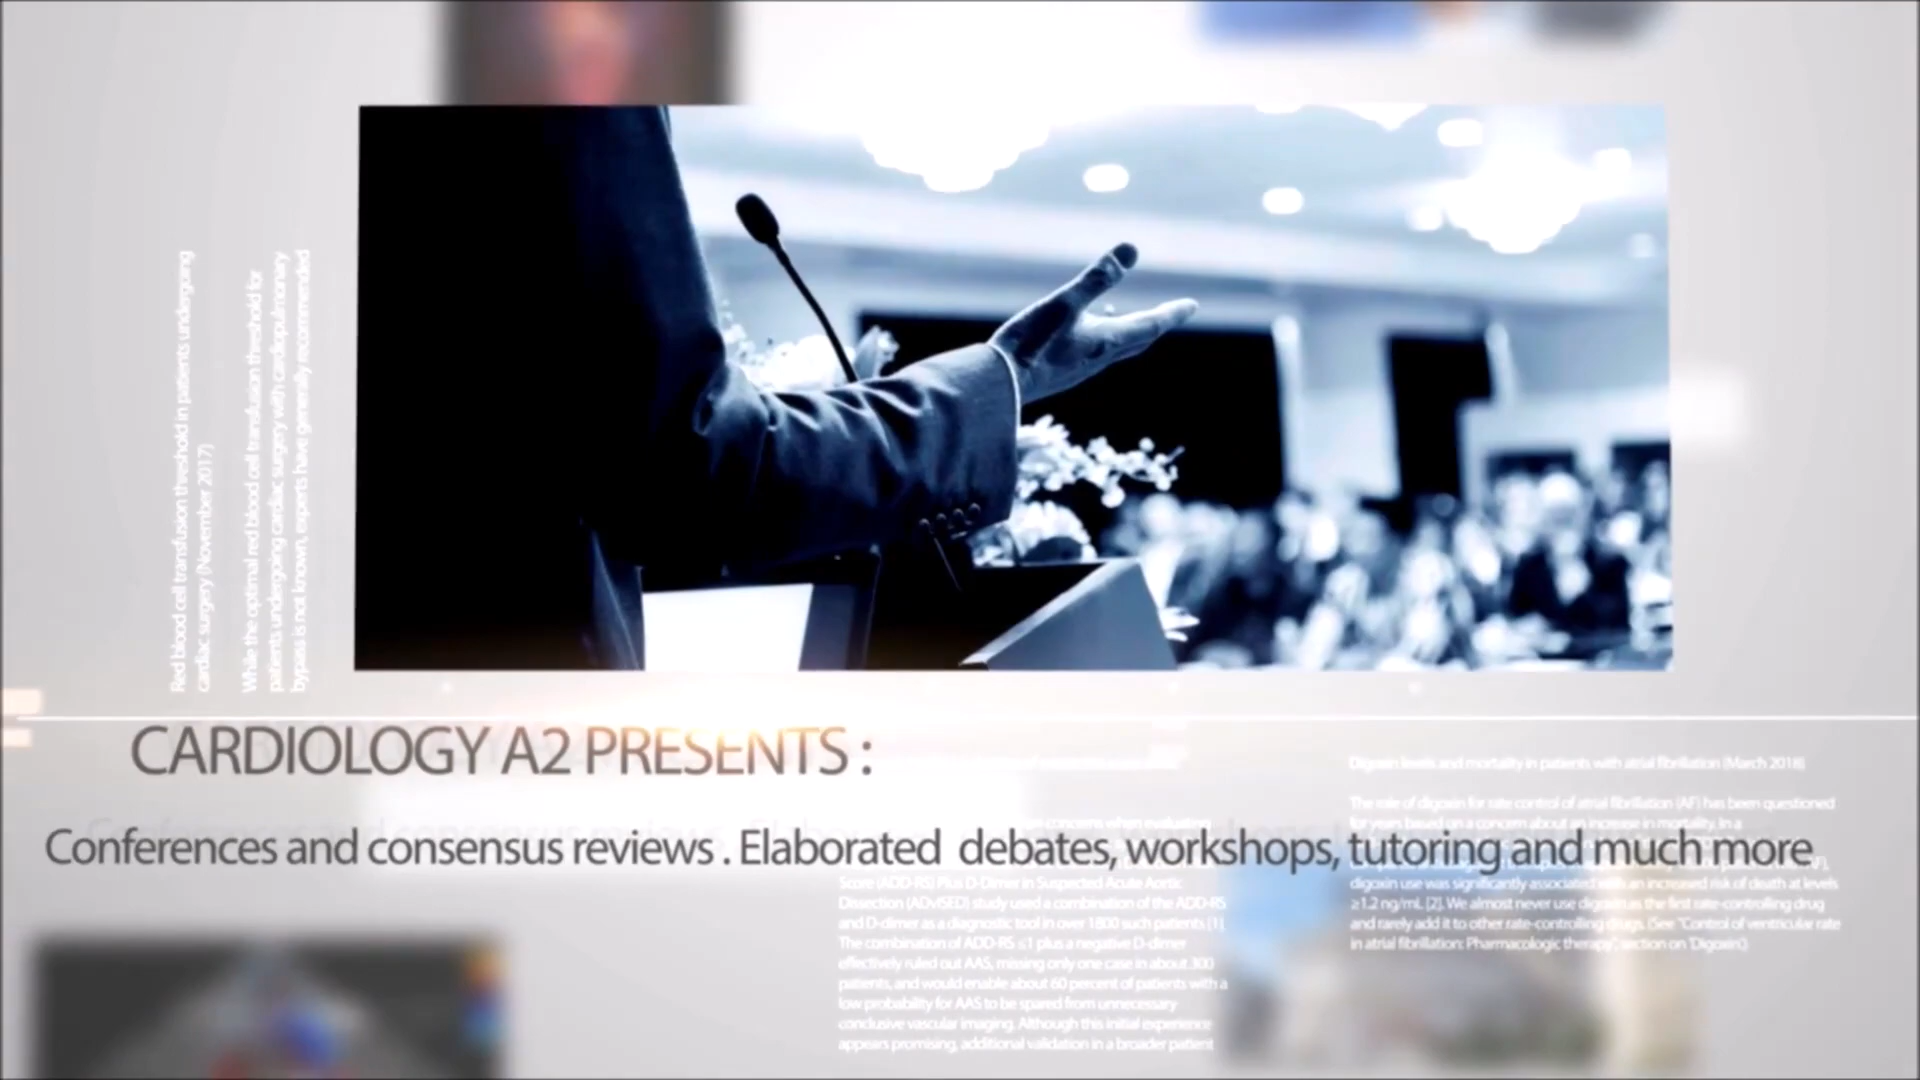 Red blood cell transfusion threshold in patients undergoing
cardiac surgery (November 2017)
While the optimal red blood cell transfusion threshold for
patients undergoing cardiac surgery with cardiopulmonary
bypass is not known, experts have generally recommended
CARDIOLOGY A2 PRESENTS :
Conferences and consensus reviews . Elaborated debates, workshops, tutoring and much more
concerns when evaluating
Score (ADD-RS) Plus D-Dimer in Suspected Acute Aortic
Dissection (ADvISED) study used a combination of the ADD-RS
and D-dimer as a diagnostic tool in over 1800 such patients [1].
The combination of ADD-RS ≤1 plus a negative D-dimer
effectively ruled out AAS, missing only one case in about 300
patients, and would enable about 60 percent of patients with a
low probability for AAS to be spared from unnecessary
conclusive vascular imaging. Although this initial experience
appears promising, additional validation in a broader patient
Digoxin levels and mortality in patients with atrial fibrillation (March 2018)
The role of digoxin for rate control of atrial fibrillation (AF) has been questioned
for years based on a concern about an increase in mortality. In a
digoxin use was significantly associated with an increased risk of death at levels
≥1.2 ng/mL [2]. We almost never use digoxin as the first rate-controlling drug
and rarely add it to other rate-controlling drugs. (See "Control of ventricular rate
in atrial fibrillation: Pharmacologic therapy", section on 'Digoxin'.)